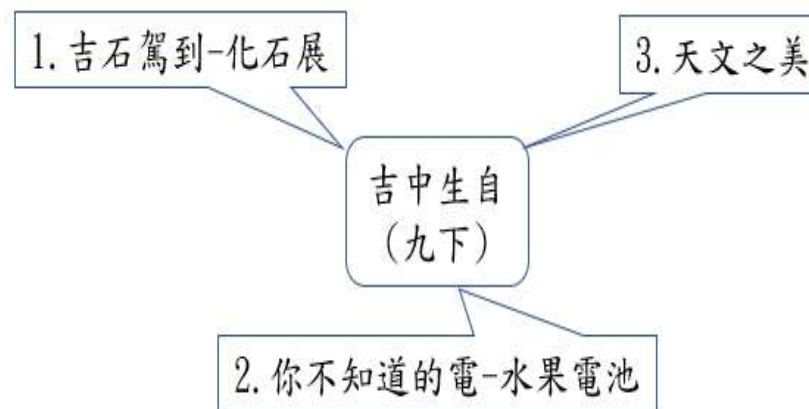 1.吉石駕到-化石展
3.天文之美
吉中生自
(九下)
2.你不知道的電-水果電池